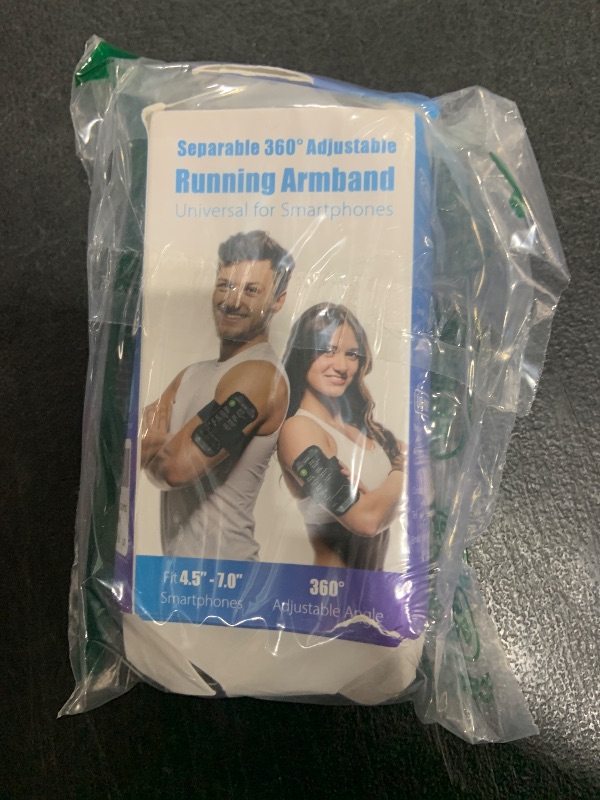 Separable 360° Adjustable
Running Armband
Universal for Smartphones
Fit 4.5" - 7.0"
Smartphones
360°
Adjustable Angle